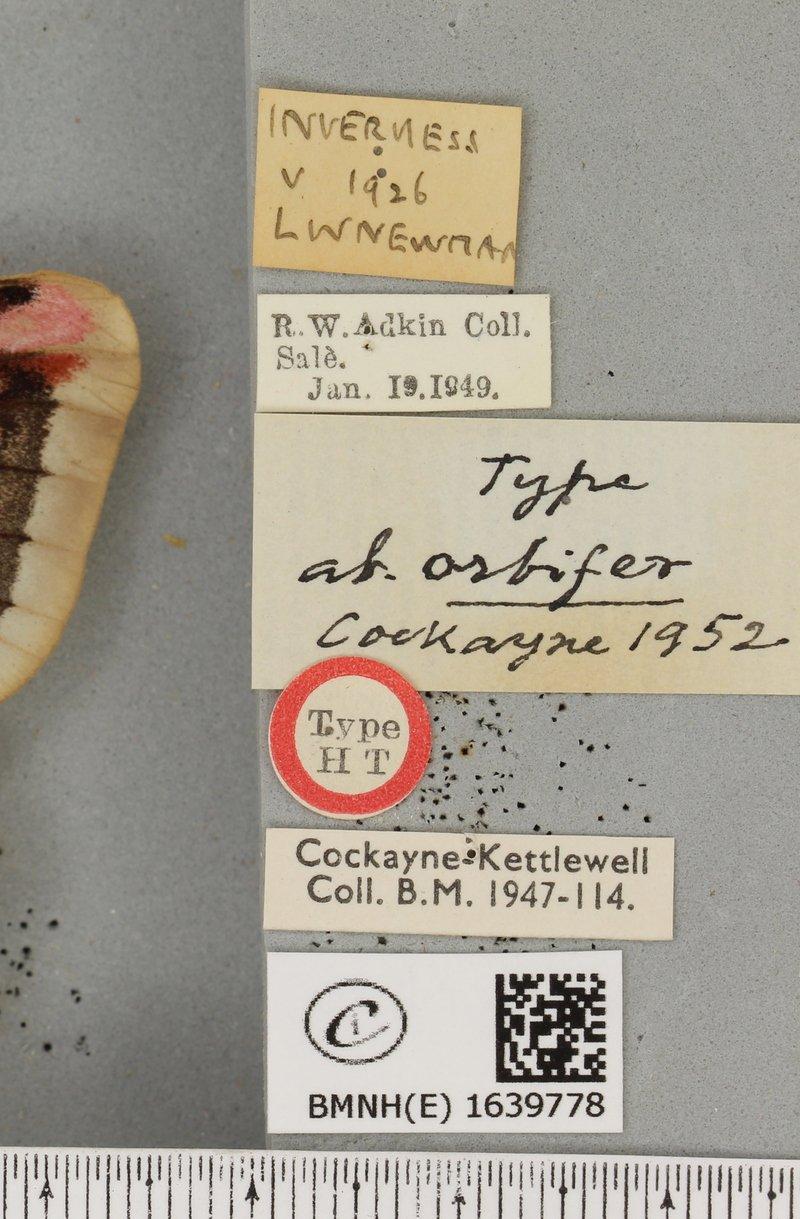 INVERNESS
V 1926
LWNEWMAN
R.W.Adkin Coll.
Salè.
Jan. 19.1949.
Type
ab. orbifer
Cockayne 1952
Type
H T
Cockayne-Kettlewell
Coll. B.M. 1947-114.
C i
BMNH(E) 1639778